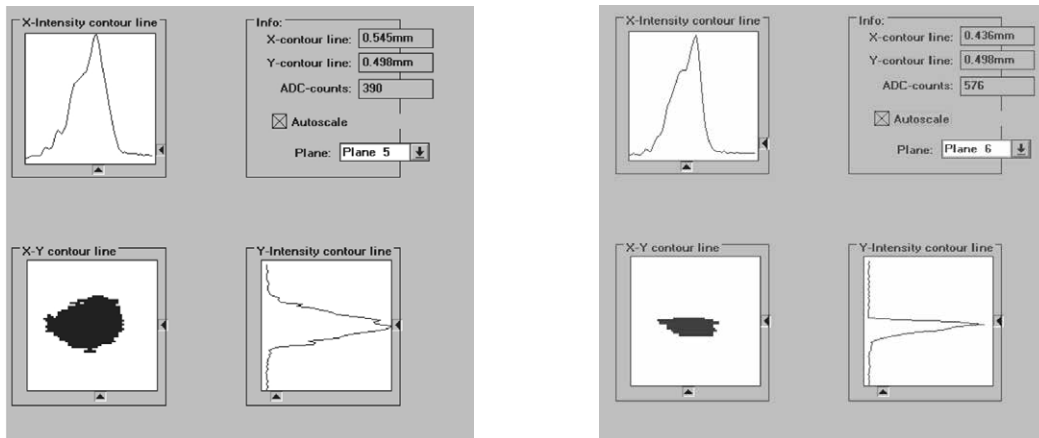 X-Intensity contour line
Info:
X-contour line: 0.545mm
Y-contour line: 0.498mm
ADC-counts: 390
Autoscale
Plane: Plane 5
X-Y contour line
Y-Intensity contour line
X-Intensity contour line
Info:
X-contour line: 0.436mm
Y-contour line: 0.498mm
ADC-counts: 576
Autoscale
Plane: Plane 6
X-Y contour line
Y-Intensity contour line